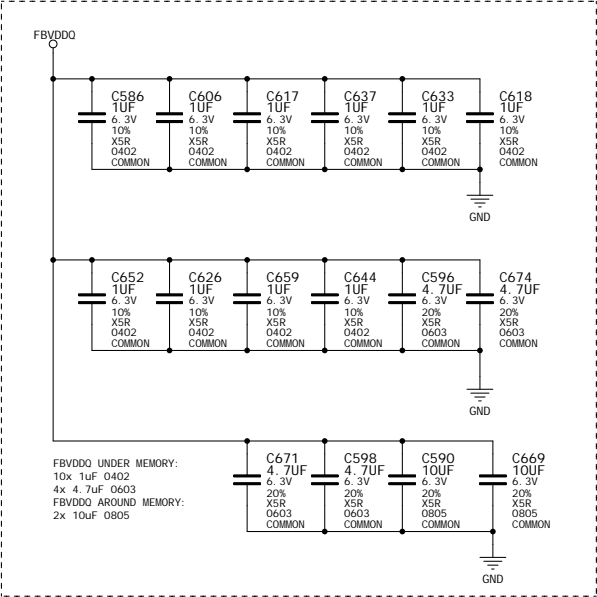 FBVDDQ
C586
1UF
6.3V
10%
X5R
0402
COMMON
C606
1UF
6.3V
10%
X5R
0402
COMMON
C617
1UF
6.3V
10%
X5R
0402
COMMON
C637
1UF
6.3V
10%
X5R
0402
COMMON
C633
1UF
6.3V
10%
X5R
0402
COMMON
C618
1UF
6.3V
10%
X5R
0402
COMMON
GND
C652
1UF
6.3V
10%
X5R
0402
COMMON
C626
1UF
6.3V
10%
X5R
0402
COMMON
C659
1UF
6.3V
10%
X5R
0402
COMMON
C644
1UF
6.3V
10%
X5R
0402
COMMON
C596
4.7UF
6.3V
20%
X5R
0603
COMMON
C674
4.7UF
6.3V
20%
X5R
0603
COMMON
GND
FBVDDQ UNDER MEMORY:
10x 1uF 0402
4x 4.7uF 0603
FBVDDQ AROUND MEMORY:
2x 10uF 0805
C671
4.7UF
6.3V
20%
X5R
0603
COMMON
C598
4.7UF
6.3V
20%
X5R
0603
COMMON
C590
10UF
6.3V
20%
X5R
0805
COMMON
C669
10UF
6.3V
20%
X5R
0805
COMMON
GND